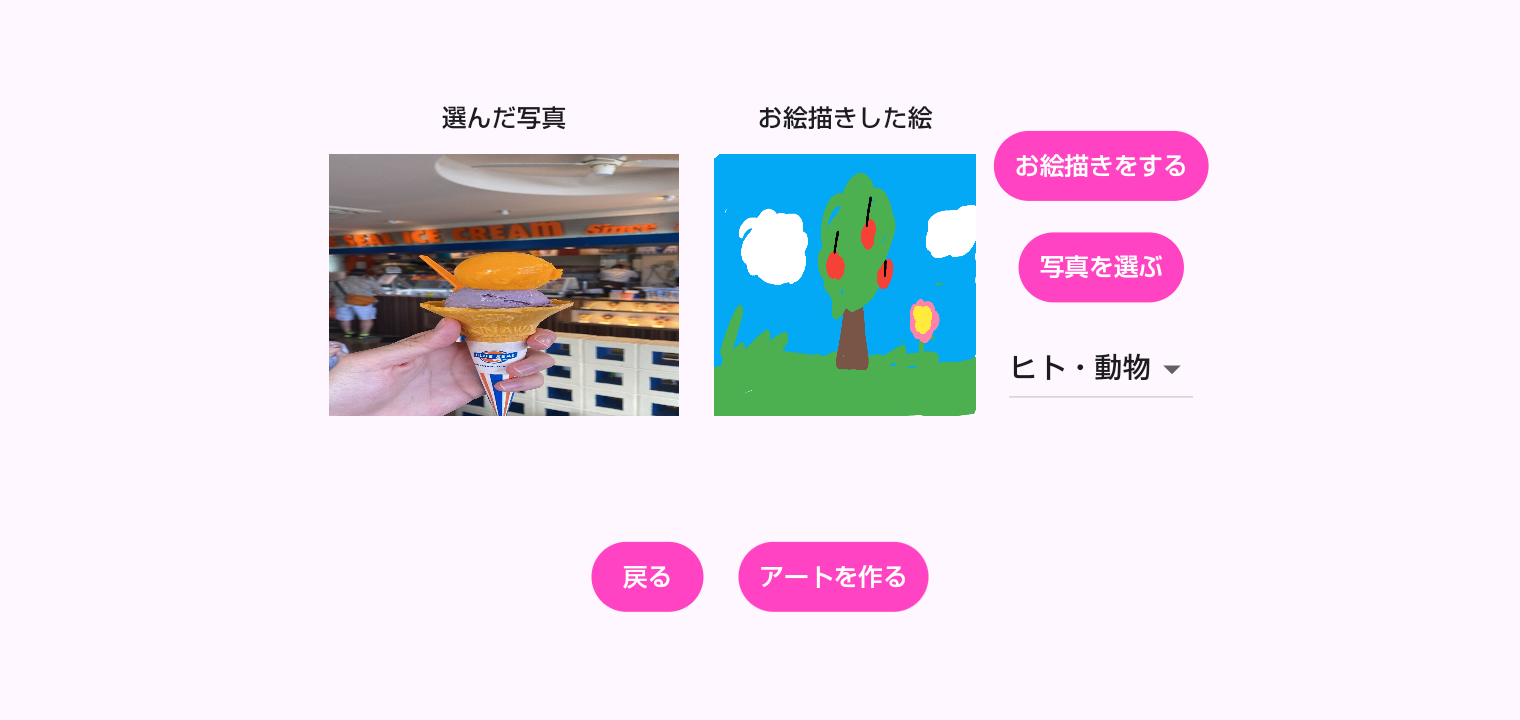 選んだ写真
お絵描きした絵
お絵描きをする
写真を選ぶ
ヒト・動物
SEAL ICE CREAM Since
BLUE SEAL
戻る
アートを作る